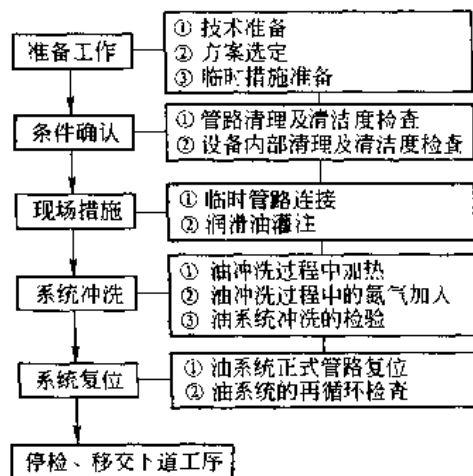 准备工作
① 技术准备
② 方案选定
③ 临时措施准备
条件确认
① 管路清理及清洁度检查
② 设备内部清理及清洁度检查
现场措施
① 临时管路连接
② 润滑油灌注
系统冲洗
① 油冲洗过程中加热
② 油冲洗过程中的氮气加入
③ 油系统冲洗的检验
系统复位
① 油系统正式管路复位
② 油系统的再循环检查
停检、移交下道工序